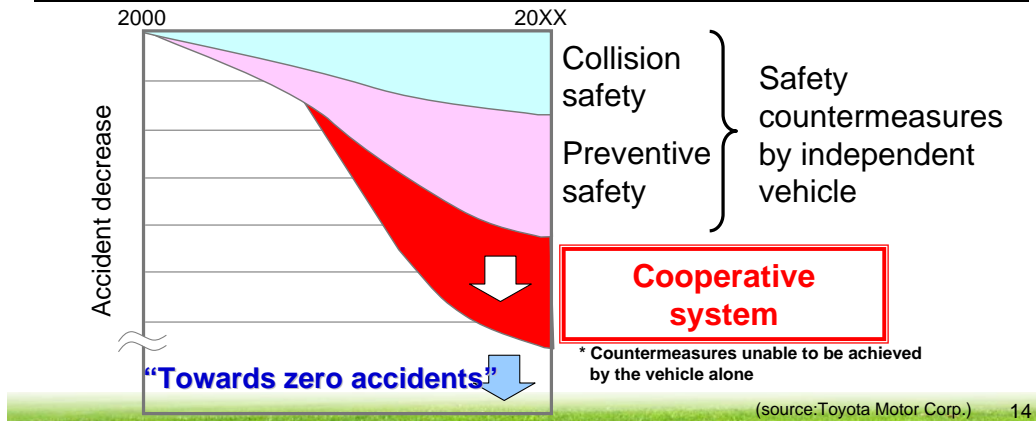 2000
20XX
Accident decrease
Collision
safety
Preventive
safety
Safety
countermeasures
by independent
vehicle
Cooperative
system
* Countermeasures unable to be achieved
by the vehicle alone
“Towards zero accidents”
(source:Toyota Motor Corp.)
14